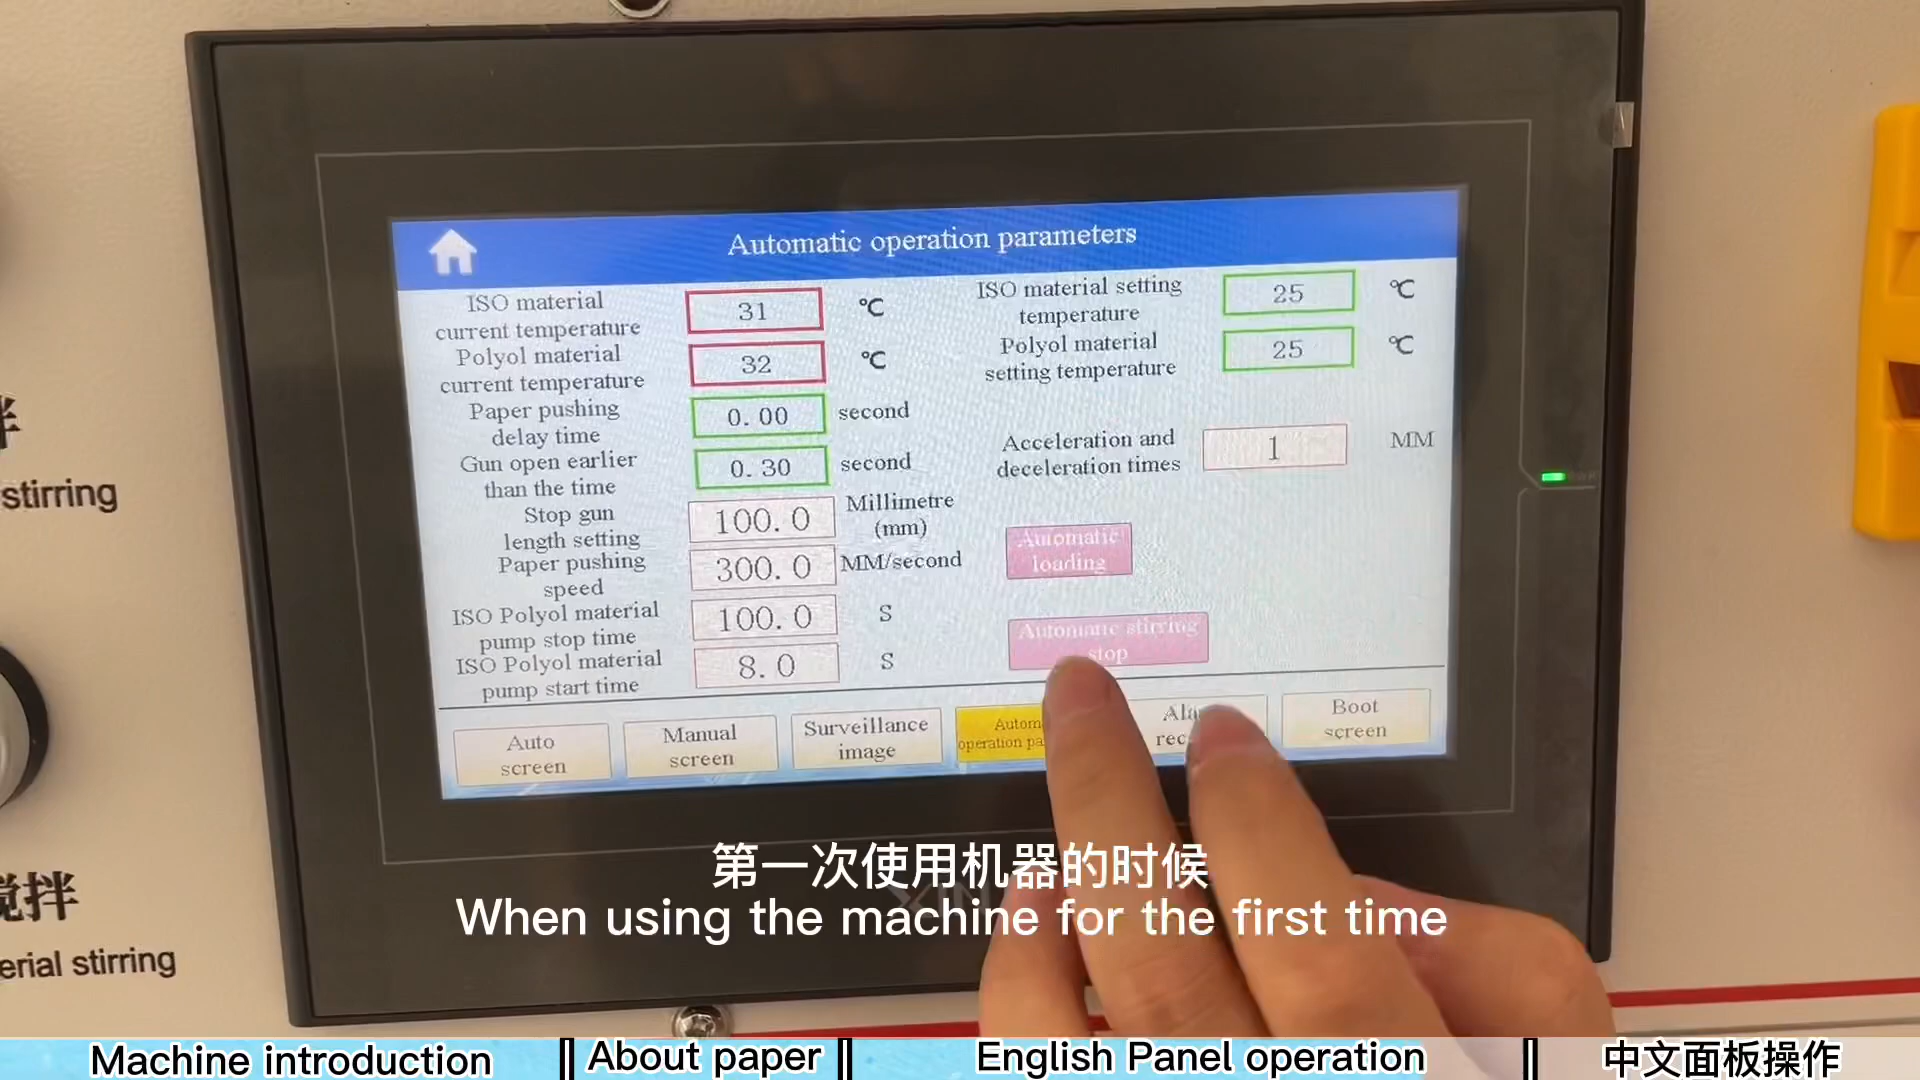 Automatic operation parameters
ISO material
current temperature
31
℃
ISO material setting
temperature
25
℃
Polyol material
current temperature
32
℃
Polyol material
setting temperature
25
℃
Paper pushing
delay time
0.00
second
Gun open earlier
than the time
0.30
second
Acceleration and
deceleration times
1
MM
Stop gun
length setting
100.0
Millimetre
(mm)
Paper pushing
speed
300.0
MM/second
Automatic
loading
ISO Polyol material
pump stop time
100.0
S
Automatic stirring
stop
ISO Polyol material
pump start time
8.0
S
Auto
screen
Manual
screen
Surveillance
image
Boot
screen
stirring
搅拌
erial stirring
第一次使用机器的时候
When using the machine for the first time
Machine introduction
About paper
English Panel operation
中文面板操作